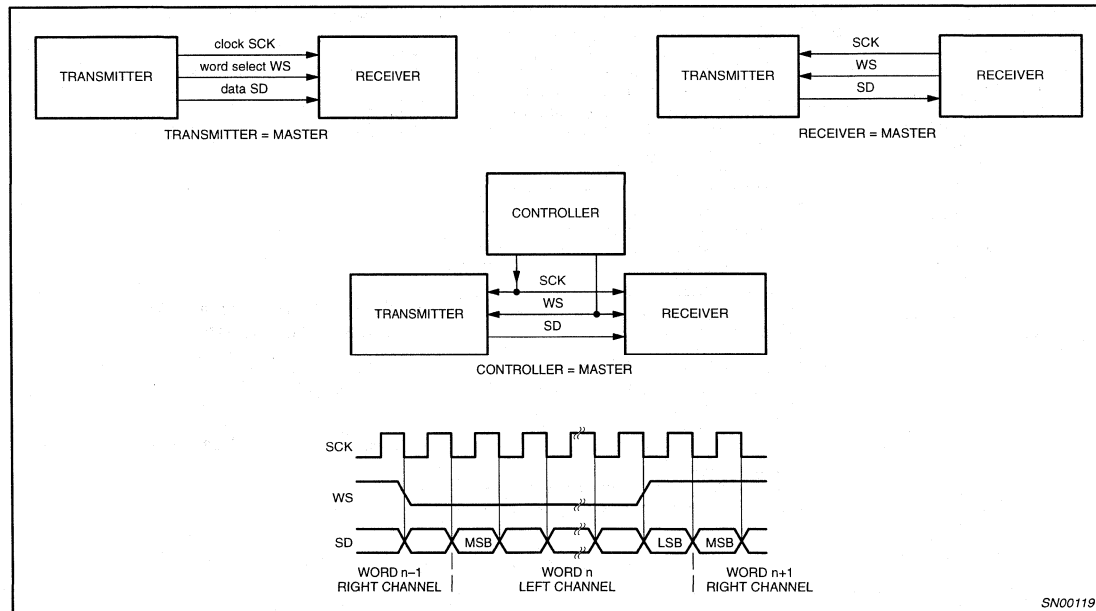 TRANSMITTER
clock SCK
word select WS
data SD
RECEIVER
TRANSMITTER = MASTER
TRANSMITTER
SCK
WS
SD
RECEIVER
RECEIVER = MASTER
CONTROLLER
TRANSMITTER
SCK
WS
SD
RECEIVER
CONTROLLER = MASTER
SCK
WS
SD
MSB
LSB
MSB
WORD n–1
RIGHT CHANNEL
WORD n
LEFT CHANNEL
WORD n+1
RIGHT CHANNEL
SN00119